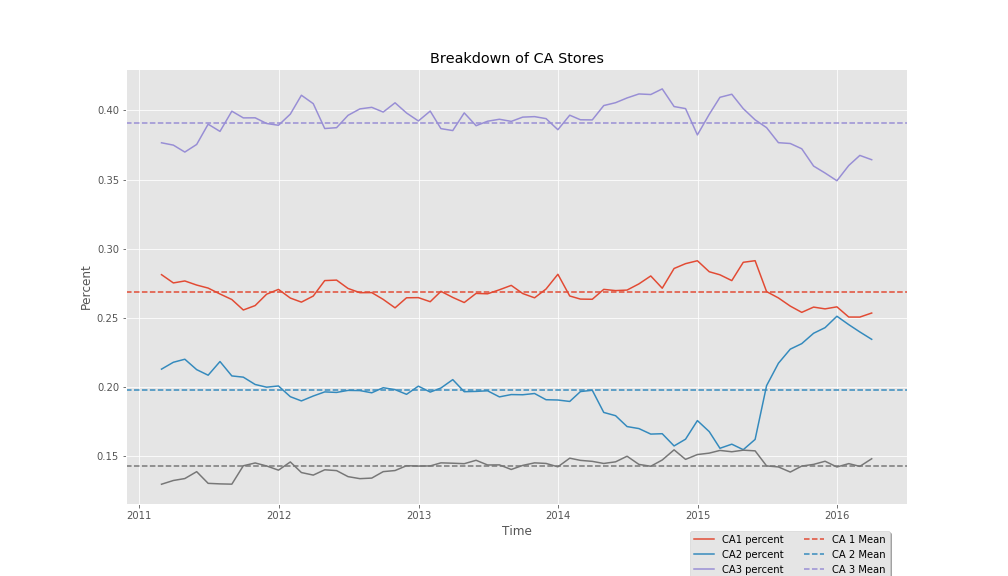 Breakdown of CA Stores
0.40
0.35
0.30
0.25
0.20
0.15
Percent
2011 2012 2013 2014 2015 2016
Time
CA1 percent CA 1 Mean
CA2 percent CA 2 Mean
CA3 percent CA 3 Mean